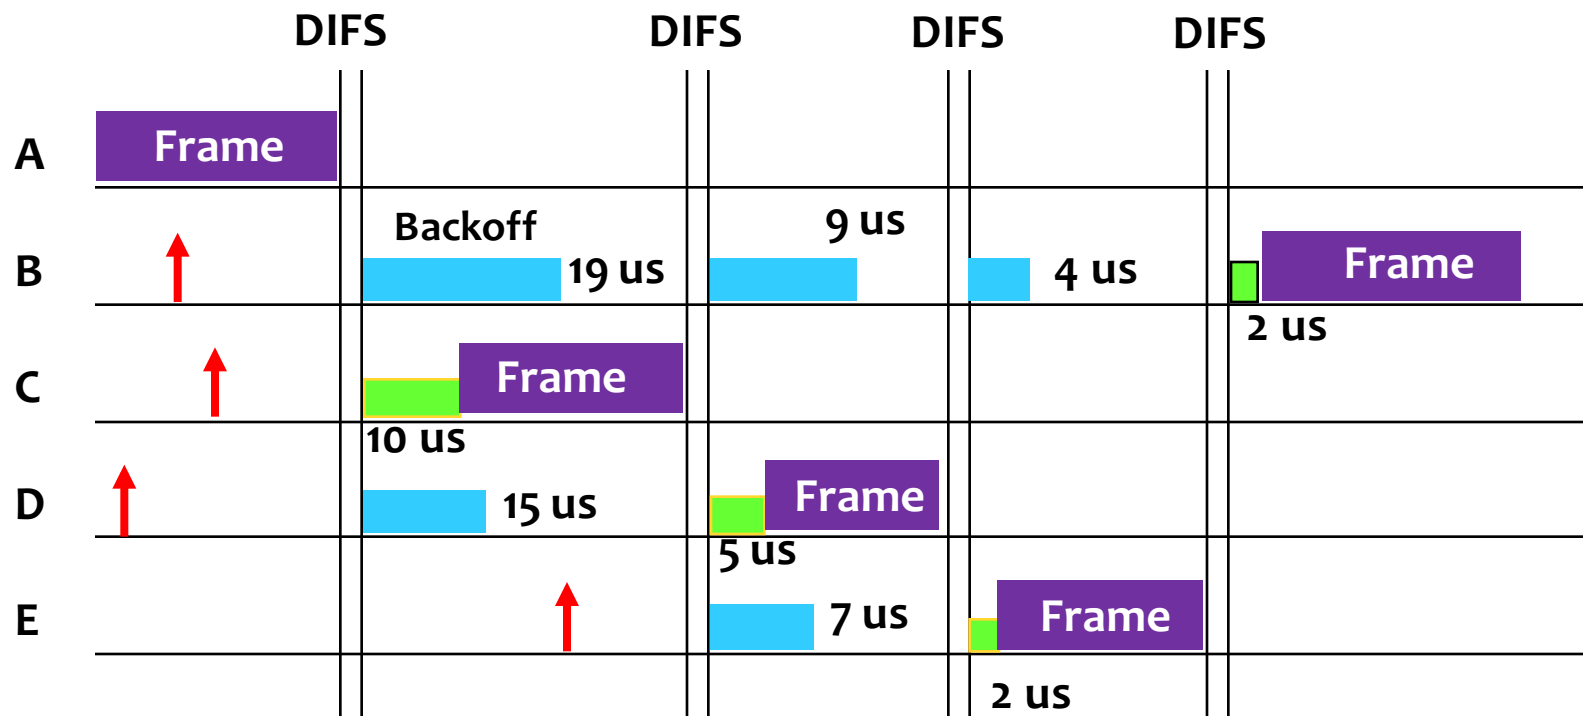 DIFS DIFS DIFS DIFS
A Frame
Backoff 9 us
B 19 us 4 us Frame
2 us
C Frame
10 us
D 15 us Frame
5 us
E 7 us Frame
2 us